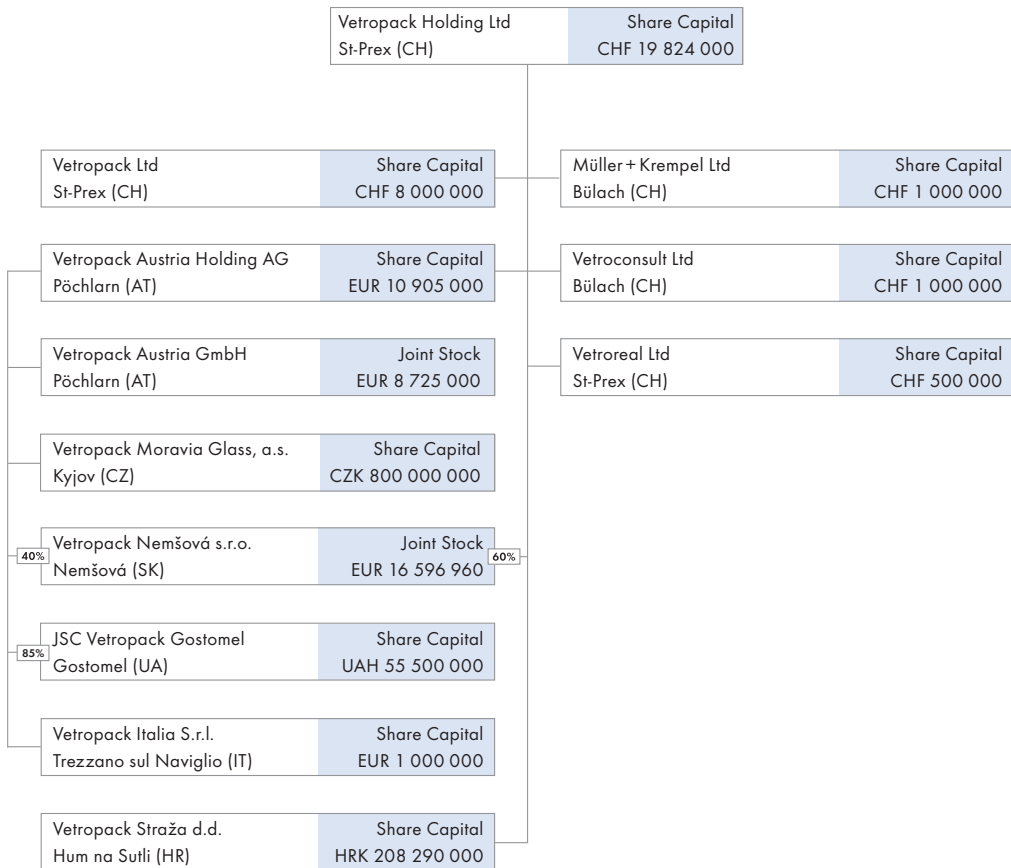 Vetropack Holding Ltd Share Capital
St-Prex (CH) CHF 19 824 000
Vetropack Ltd Share Capital
St-Prex (CH) CHF 8 000 000
Müller + Krempel Ltd Share Capital
Bülach (CH) CHF 1 000 000
Vetropack Austria Holding AG Share Capital
Pöchlarn (AT) EUR 10 905 000
Vetroconsult Ltd Share Capital
Bülach (CH) CHF 1 000 000
Vetropack Austria GmbH Joint Stock
Pöchlarn (AT) EUR 8 725 000
Vetroreal Ltd Share Capital
St-Prex (CH) CHF 500 000
Vetropack Moravia Glass, a.s. Share Capital
Kyjov (CZ) CZK 800 000 000
40%
Vetropack Nemšová s.r.o. Joint Stock
Nemšová (SK) EUR 16 596 960
60%
85%
JSC Vetropack Gostomel Share Capital
Gostomel (UA) UAH 55 500 000
Vetropack Italia S.r.l. Share Capital
Trezzano sul Naviglio (IT) EUR 1 000 000
Vetropack Straža d.d. Share Capital
Hum na Sutli (HR) HRK 208 290 000